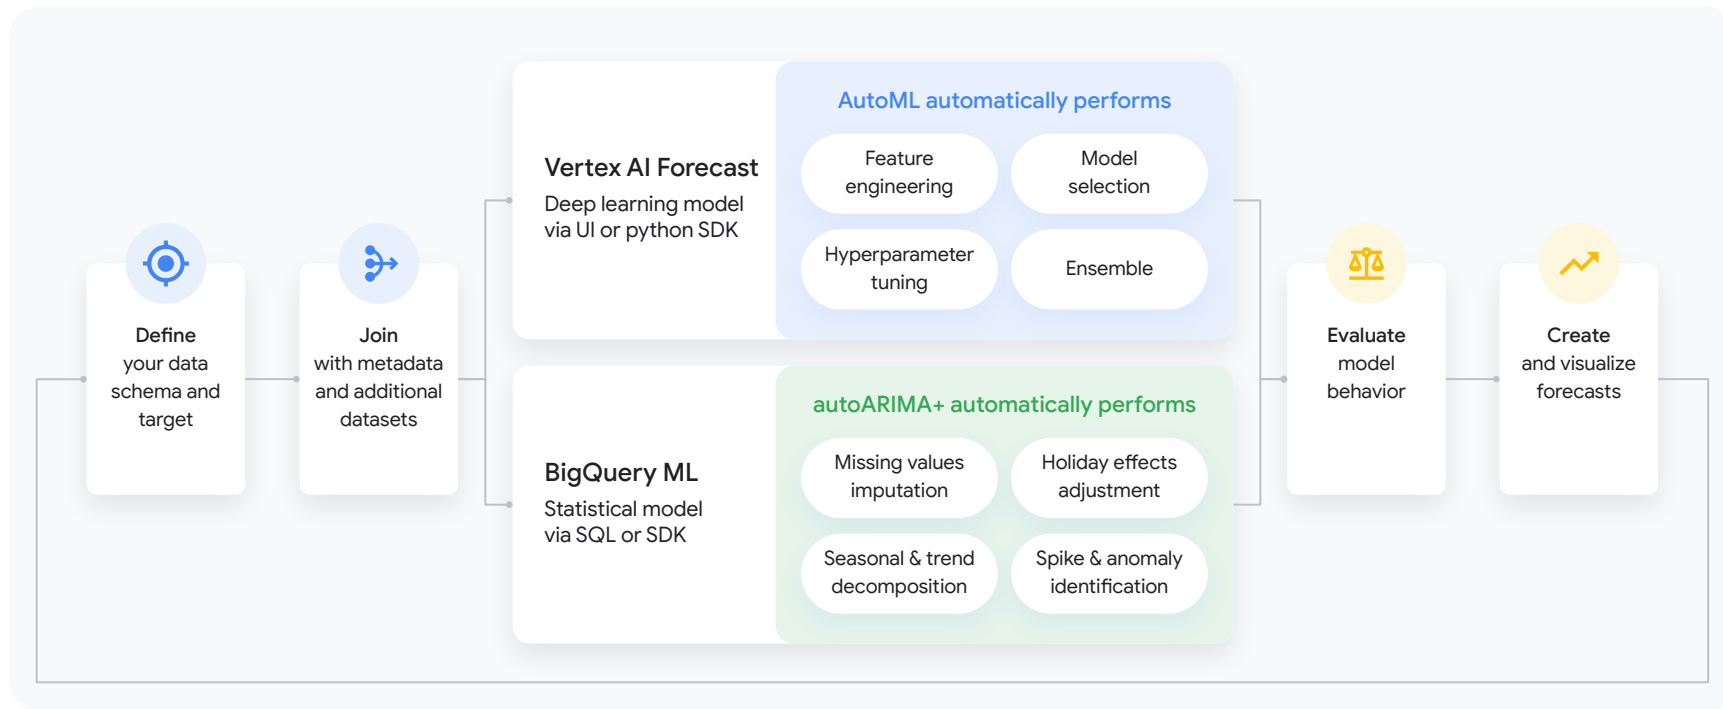 Define
your data
schema and
target
Join
with metadata
and additional
datasets
Vertex AI Forecast
Deep learning model
via UI or python SDK
AutoML automatically performs
Feature
engineering
Model
selection
Hyperparameter
tuning
Ensemble
BigQuery ML
Statistical model
via SQL or SDK
autoARIMA+ automatically performs
Missing values
imputation
Holiday effects
adjustment
Seasonal & trend
decomposition
Spike & anomaly
identification
Evaluate
model
behavior
Create
and visualize
forecasts